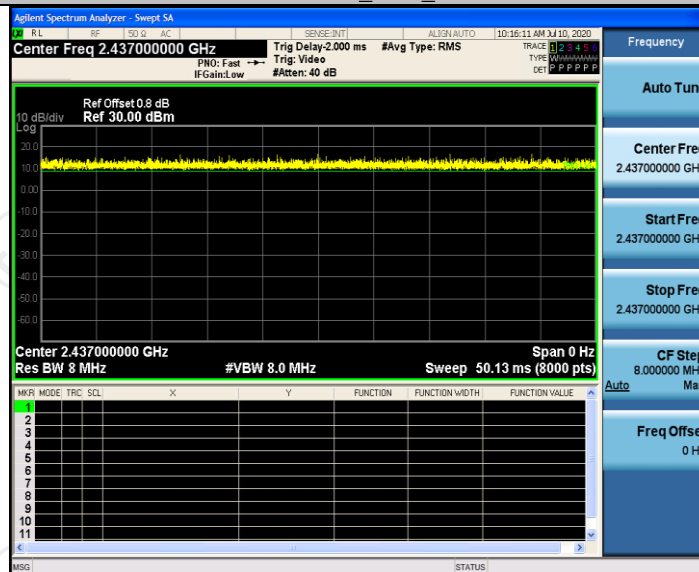 Agilent Spectrum Analyzer - Swept SA
RL RF 50 Ω AC SENSE:INT ALIGN AUTO 10:16:11 AM Jul 10, 2020
Center Freq 2.437000000 GHz
PNO: Fast
IFGain:Low
Trig Delay-2.000 ms
Trig: Video
#Atten: 40 dB
#Avg Type: RMS
TRACE 1 2 3 4 5 6
TYPE
DET P P P P P P
Ref Offset 0.8 dB
10 dB/div Ref 30.00 dBm
Log
20.0
10.0
0.00
-10.0
-20.0
-30.0
-40.0
-50.0
-60.0
Center 2.437000000 GHz Span 0 Hz
Res BW 8 MHz #VBW 8.0 MHz Sweep 50.13 ms (8000 pts)
MKR MODE TRC SCL X Y FUNCTION FUNCTION WIDTH FUNCTION VALUE
1
2
3
4
5
6
7
8
9
10
11
MSG STATUS
Frequency
Auto Tun
Center Fre
2.437000000 GH
Start Fre
2.437000000 GH
Stop Fre
2.437000000 GH
CF Step
8.000000 MH
Auto Ma
Freq Offse
0 H